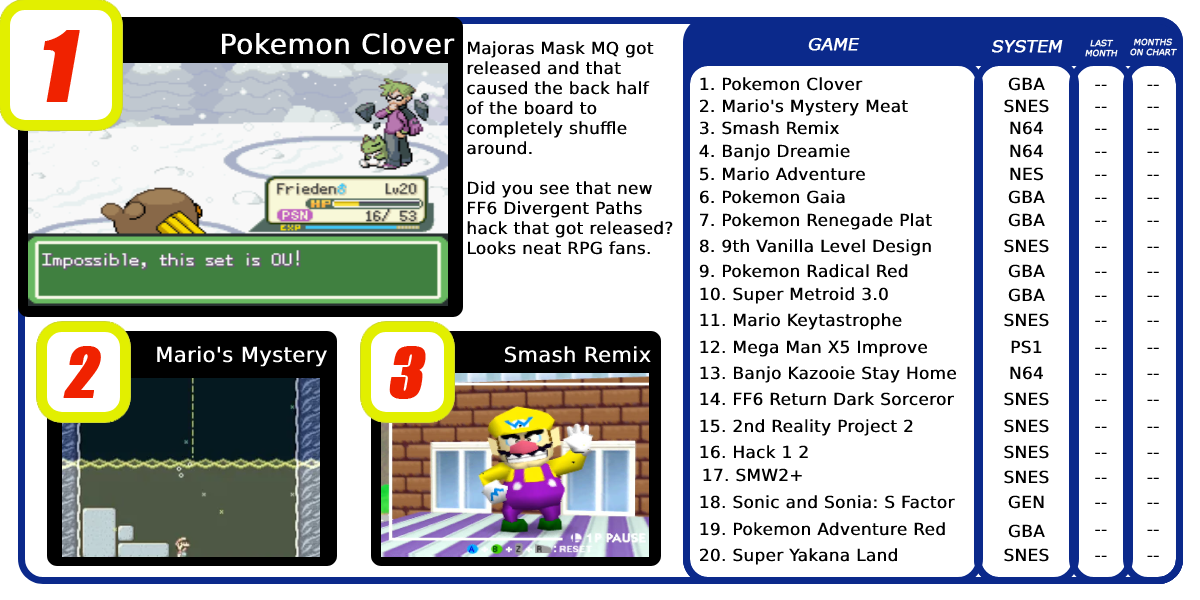 1
Pokemon Clover
Frieden♂ Lv20
HP
PSN 16/ 53
EXP
Impossible, this set is OU!
Majoras Mask MQ got
released and that
caused the back half
of the board to
completely shuffle
around.
Did you see that new
FF6 Divergent Paths
hack that got released?
Looks neat RPG fans.
2
Mario's Mystery
3
Smash Remix
1P PAUSE
A + B + Z + R : RESET
GAME SYSTEM LAST MONTH MONTHS ON CHART
1. Pokemon Clover GBA -- --
2. Mario's Mystery Meat SNES -- --
3. Smash Remix N64 -- --
4. Banjo Dreamie N64 -- --
5. Mario Adventure NES -- --
6. Pokemon Gaia GBA -- --
7. Pokemon Renegade Plat GBA -- --
8. 9th Vanilla Level Design SNES -- --
9. Pokemon Radical Red GBA -- --
10. Super Metroid 3.0 GBA -- --
11. Mario Keytastrophe SNES -- --
12. Mega Man X5 Improve PS1 -- --
13. Banjo Kazooie Stay Home N64 -- --
14. FF6 Return Dark Sorceror SNES -- --
15. 2nd Reality Project 2 SNES -- --
16. Hack 1 2 SNES -- --
17. SMW2+ SNES -- --
18. Sonic and Sonia: S Factor GEN -- --
19. Pokemon Adventure Red GBA -- --
20. Super Yakana Land SNES -- --